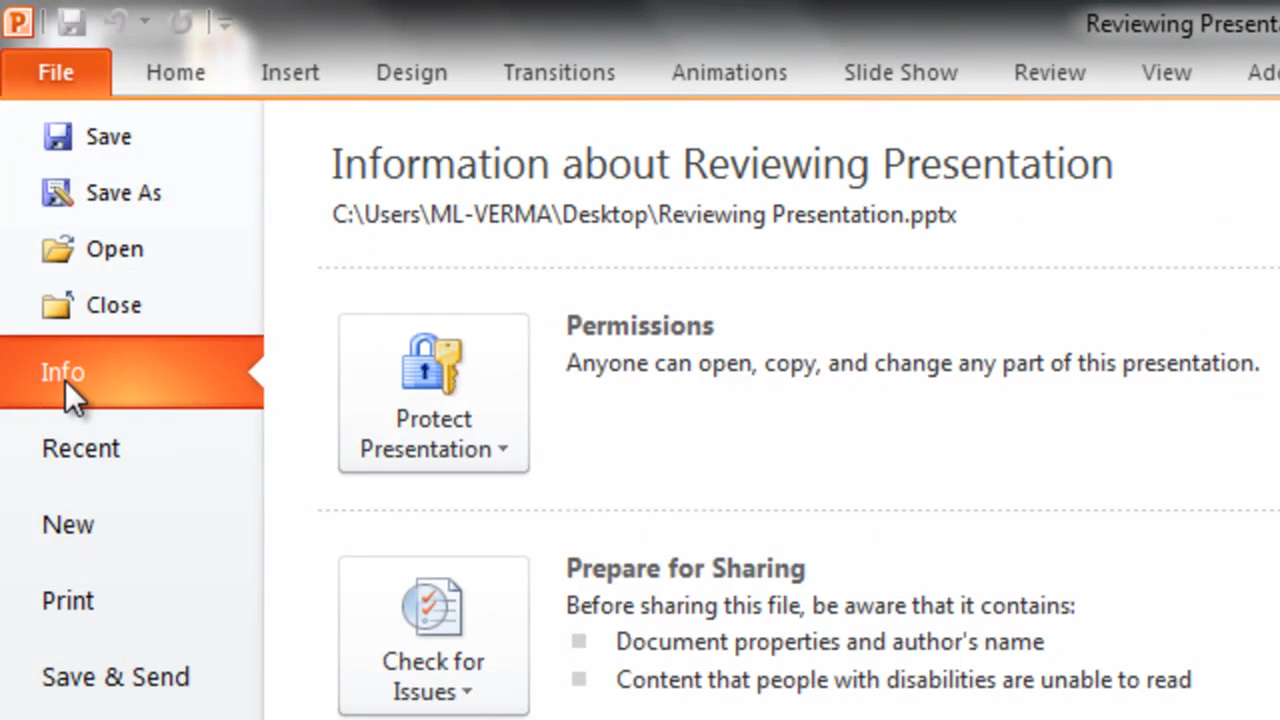 P
Reviewing Presenta
File Home Insert Design Transitions Animations Slide Show Review View
Save
Save As
Open
Close
Info
Recent
New
Print
Save & Send
Information about Reviewing Presentation
C:\Users\ML-VERMA\Desktop\Reviewing Presentation.pptx
Protect
Presentation
Permissions
Anyone can open, copy, and change any part of this presentation.
Check for
Issues
Prepare for Sharing
Before sharing this file, be aware that it contains:
Document properties and author's name
Content that people with disabilities are unable to read